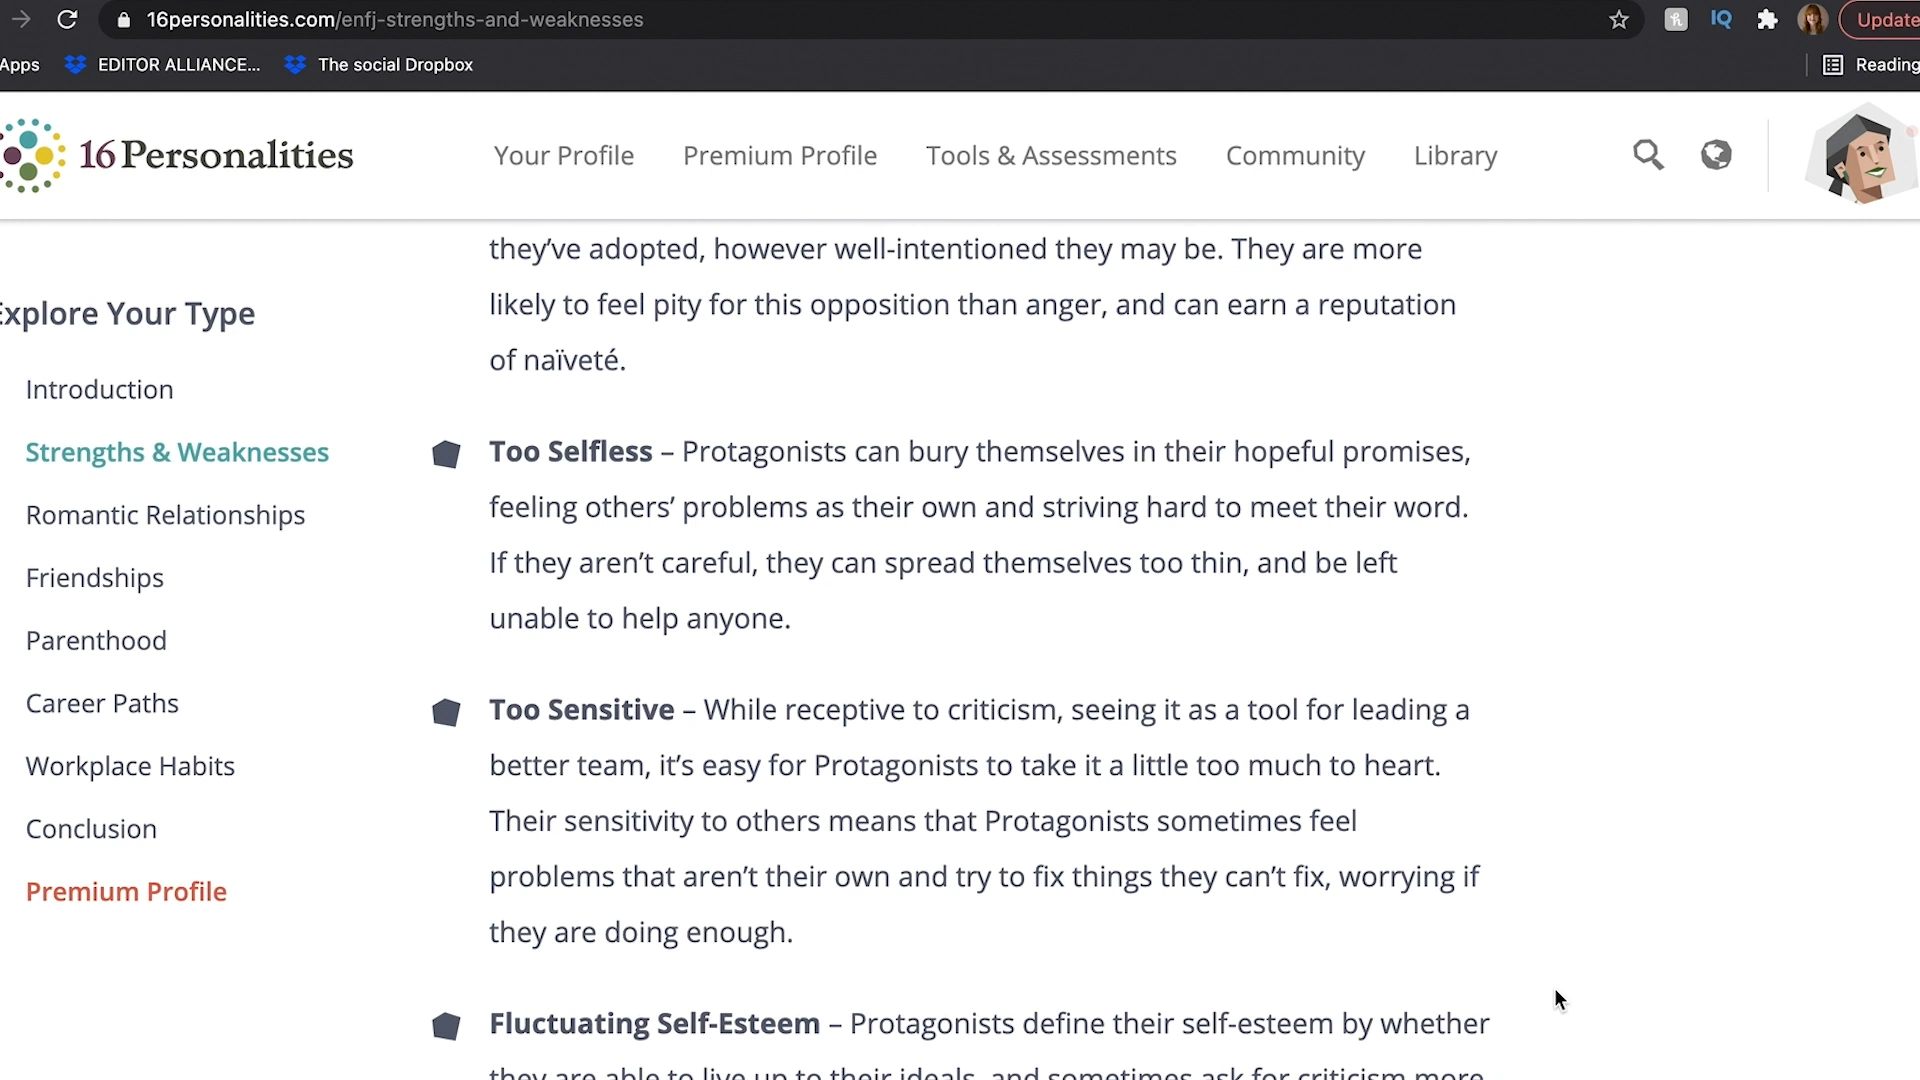 16personalities.com/enfj-strengths-and-weaknesses
IQ
Update
Apps
EDITOR ALLIANCE...
The social Dropbox
Reading
16Personalities
Your Profile
Premium Profile
Tools & Assessments
Community
Library
Explore Your Type
Introduction
Strengths & Weaknesses
Romantic Relationships
Friendships
Parenthood
Career Paths
Workplace Habits
Conclusion
Premium Profile
they’ve adopted, however well-intentioned they may be. They are more
likely to feel pity for this opposition than anger, and can earn a reputation
of naïveté.
Too Selfless – Protagonists can bury themselves in their hopeful promises,
feeling others’ problems as their own and striving hard to meet their word.
If they aren’t careful, they can spread themselves too thin, and be left
unable to help anyone.
Too Sensitive – While receptive to criticism, seeing it as a tool for leading a
better team, it’s easy for Protagonists to take it a little too much to heart.
Their sensitivity to others means that Protagonists sometimes feel
problems that aren’t their own and try to fix things they can’t fix, worrying if
they are doing enough.
Fluctuating Self-Esteem – Protagonists define their self-esteem by whether
they are able to live up to their ideals, and sometimes ask for criticism more